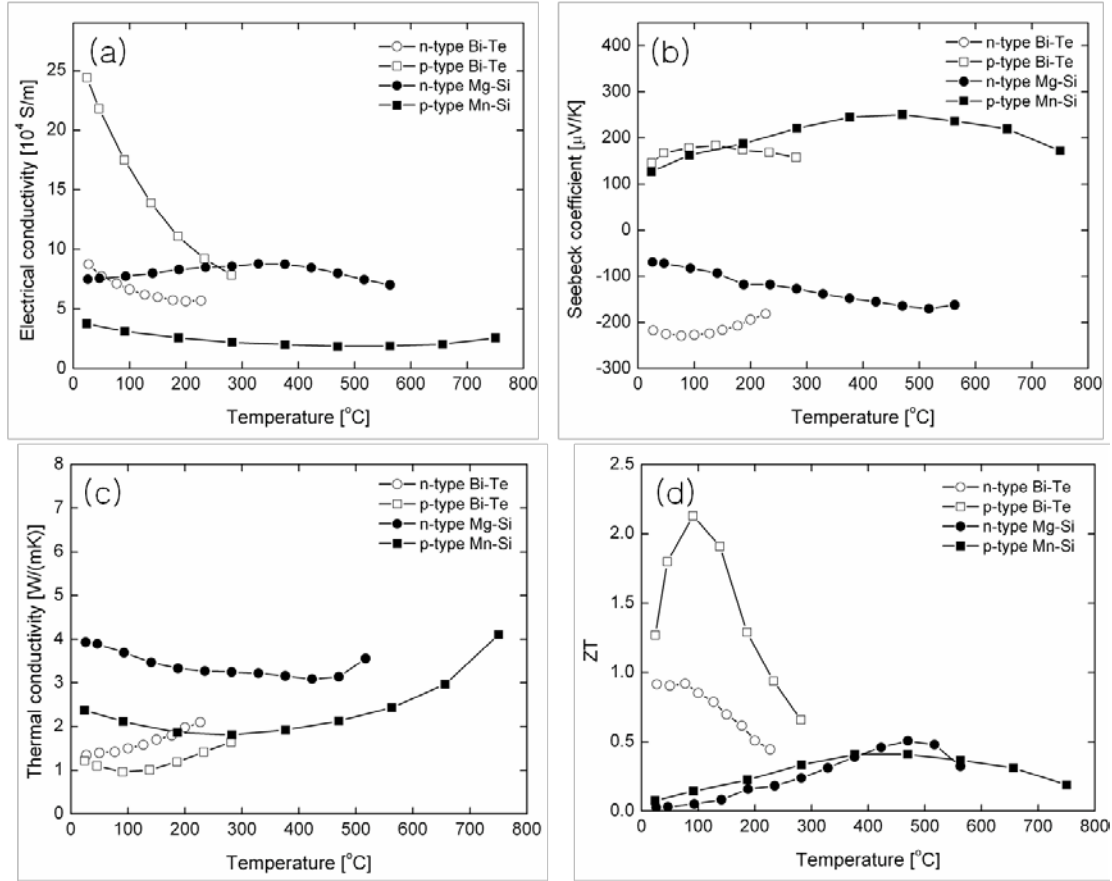 (a)
n-type Bi-Te
p-type Bi-Te
n-type Mg-Si
p-type Mn-Si
Electrical conductivity [10⁴ S/m]
25
20
15
10
5
0
0 100 200 300 400 500 600 700 800
Temperature [°C]
(b)
n-type Bi-Te
p-type Bi-Te
n-type Mg-Si
p-type Mn-Si
Seebeck coefficient [μV/K]
400
300
200
100
0
-100
-200
-300
0 100 200 300 400 500 600 700 800
Temperature [°C]
(c)
n-type Bi-Te
p-type Bi-Te
n-type Mg-Si
p-type Mn-Si
Thermal conductivity [W/(mK)]
8
7
6
5
4
3
2
1
0
0 100 200 300 400 500 600 700 800
Temperature [°C]
(d)
n-type Bi-Te
p-type Bi-Te
n-type Mg-Si
p-type Mn-Si
ZT
2.5
2.0
1.5
1.0
0.5
0.0
0 100 200 300 400 500 600 700 800
Temperature [°C]